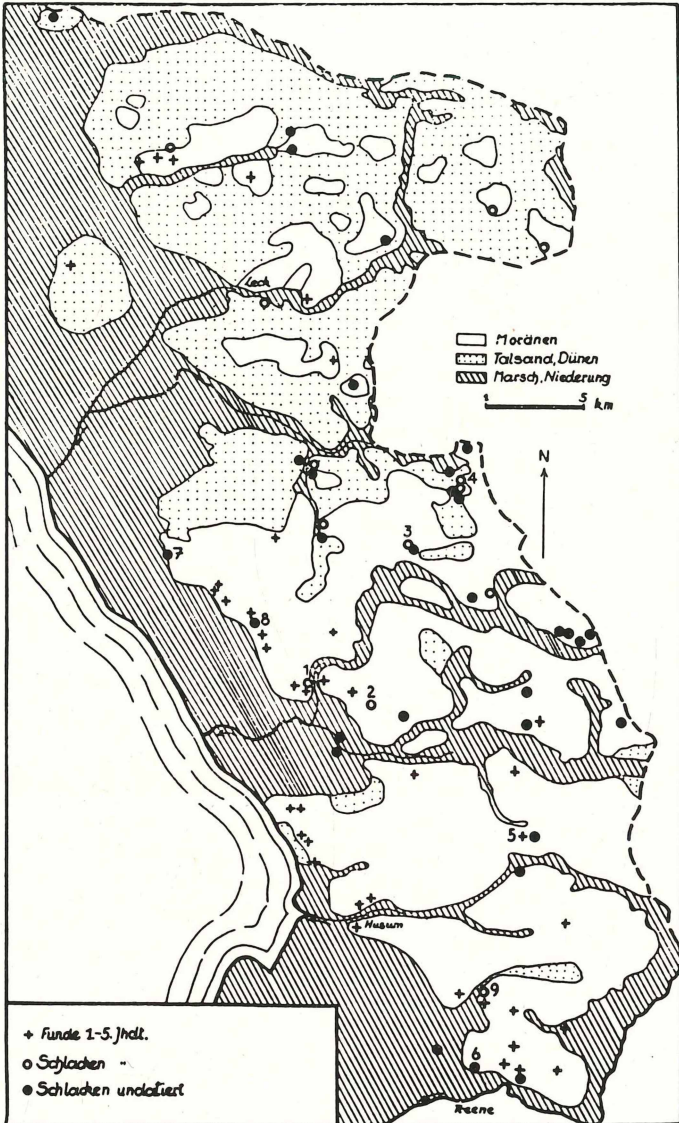 Leck
Moränen
Talsand, Dünen
Marsch, Niederung
1 5
km
N
4
3
7
8
1
2
5
Husum
9
6
Treene
+ Funde 1-5. Jhdt.
Schlacken "
Schlacken undatiert